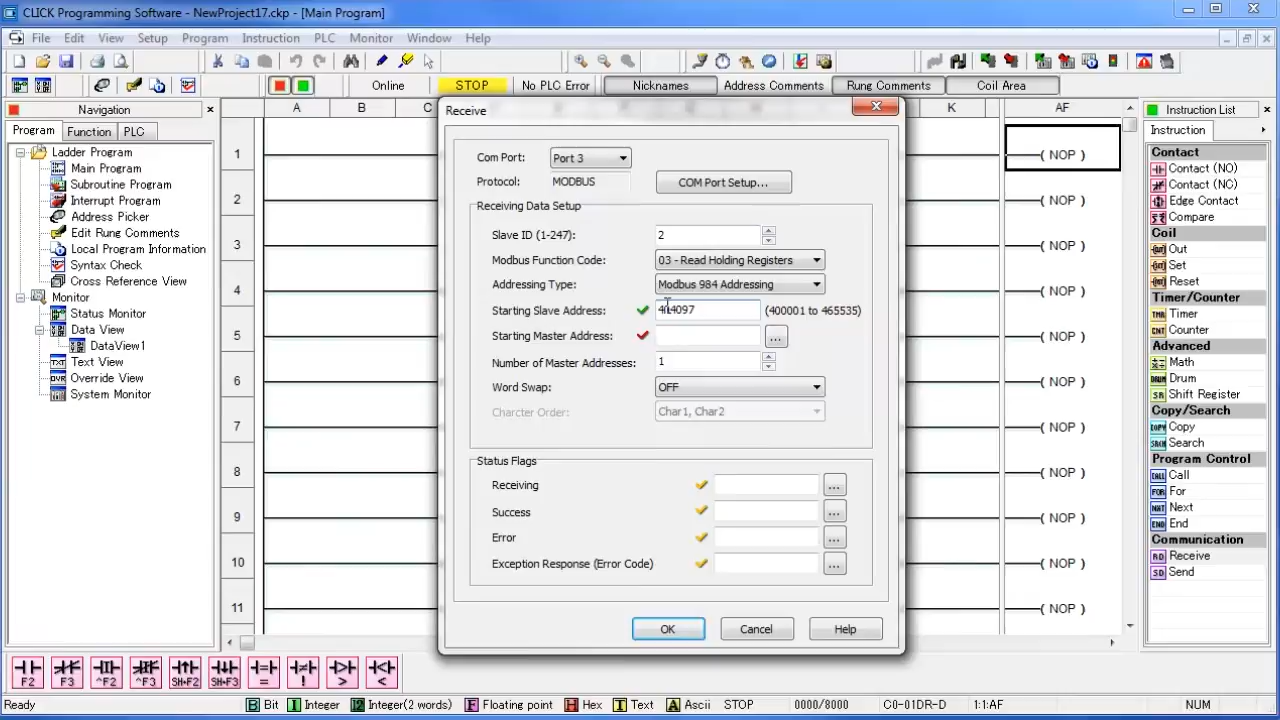 CLICK Programming Software - NewProject17.ckp - [Main Program]
File Edit View Setup Program Instruction PLC Monitor Window Help
Online STOP No PLC Error Nicknames Address Comments Rung Comments Coil Area
Navigation
Program Function PLC
Ladder Program
Main Program
Subroutine Program
Interrupt Program
Address Picker
Edit Rung Comments
Local Program Information
Syntax Check
Cross Reference View
Monitor
Status Monitor
Data View
DataView1
Text View
Override View
System Monitor
A B C K AF
1 ( NOP )
2 ( NOP )
3 ( NOP )
4 ( NOP )
5 ( NOP )
6 ( NOP )
7 ( NOP )
8 ( NOP )
9 ( NOP )
10 ( NOP )
11 ( NOP )
Receive
Com Port: Port 3
Protocol: MODBUS COM Port Setup...
Receiving Data Setup
Slave ID (1-247): 2
Modbus Function Code: 03 - Read Holding Registers
Addressing Type: Modbus 984 Addressing
Starting Slave Address: (400001 to 465535)
Starting Master Address: ...
Number of Master Addresses: 1
Word Swap: OFF
Charcter Order: Char1, Char2
Status Flags
Receiving ...
Success ...
Error ...
Exception Response (Error Code) ...
OK Cancel Help
Instruction List
Instruction
Contact
Contact (NO)
Contact (NC)
Edge Contact
Compare
Coil
Out
Set
Reset
Timer/Counter
Timer
Counter
Advanced
Math
Drum
Shift Register
Copy/Search
Copy
Search
Program Control
Call
For
Next
End
Communication
Receive
Send
F2 F3 ^F2 ^F3 SH+F2 SH+F3 = ! > <
Ready B Bit I Integer I2 Integer(2 words) F Floating point H Hex T Text A Ascii STOP 0000/8000 C0-01DR-D 1:1:AF NUM